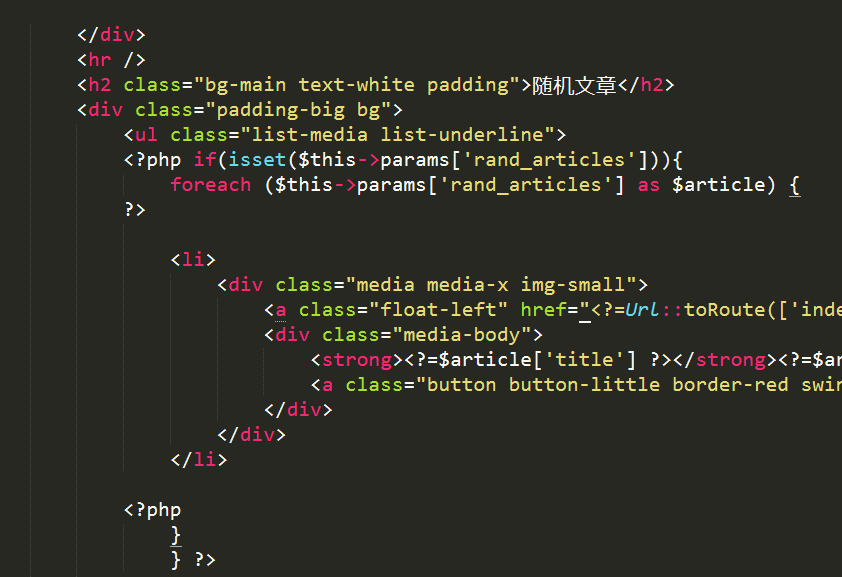 </div>
<hr />
<h2 class="bg-main text-white padding">随机文章</h2>
<div class="padding-big bg">
<ul class="list-media list-underline">
<?php if(isset($this->params['rand_articles'])){
foreach ($this->params['rand_articles'] as $article) {
?>
<li>
<div class="media media-x img-small">
<a class="float-left" href="<?=Url::toRoute(['inde
<div class="media-body">
<strong><?=$article['title'] ?></strong><?=$ar
<a class="button button-little border-red swin
</div>
</div>
</li>
<?php
}
} ?>